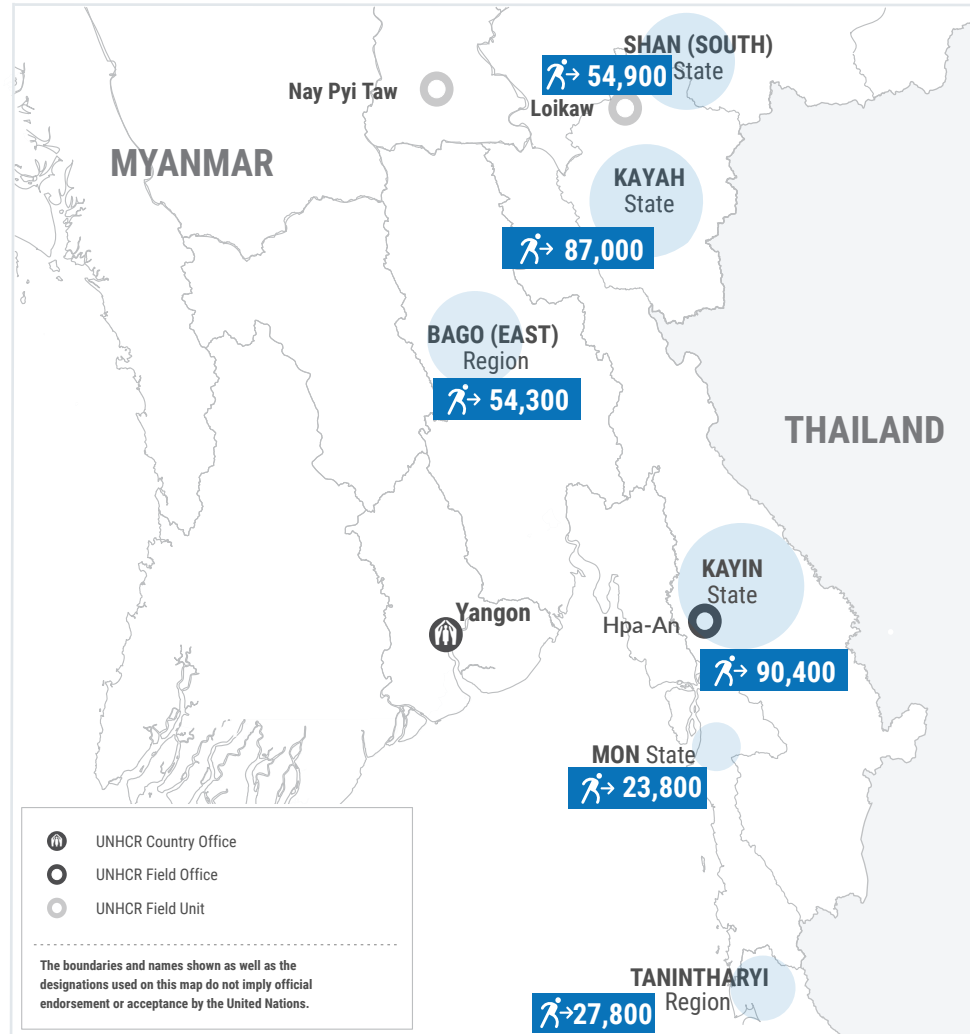 SHAN (SOUTH)
State
54,900
Nay Pyi Taw
Loikaw
MYANMAR
KAYAH
State
87,000
BAGO (EAST)
Region
54,300
THAILAND
KAYIN
State
Yangon
Hpa-An
90,400
MON State
23,800
UNHCR Country Office
UNHCR Field Office
UNHCR Field Unit
The boundaries and names shown as well as the
designations used on this map do not imply official
endorsement or acceptance by the United Nations.
TANINTHARYI
Region
27,800